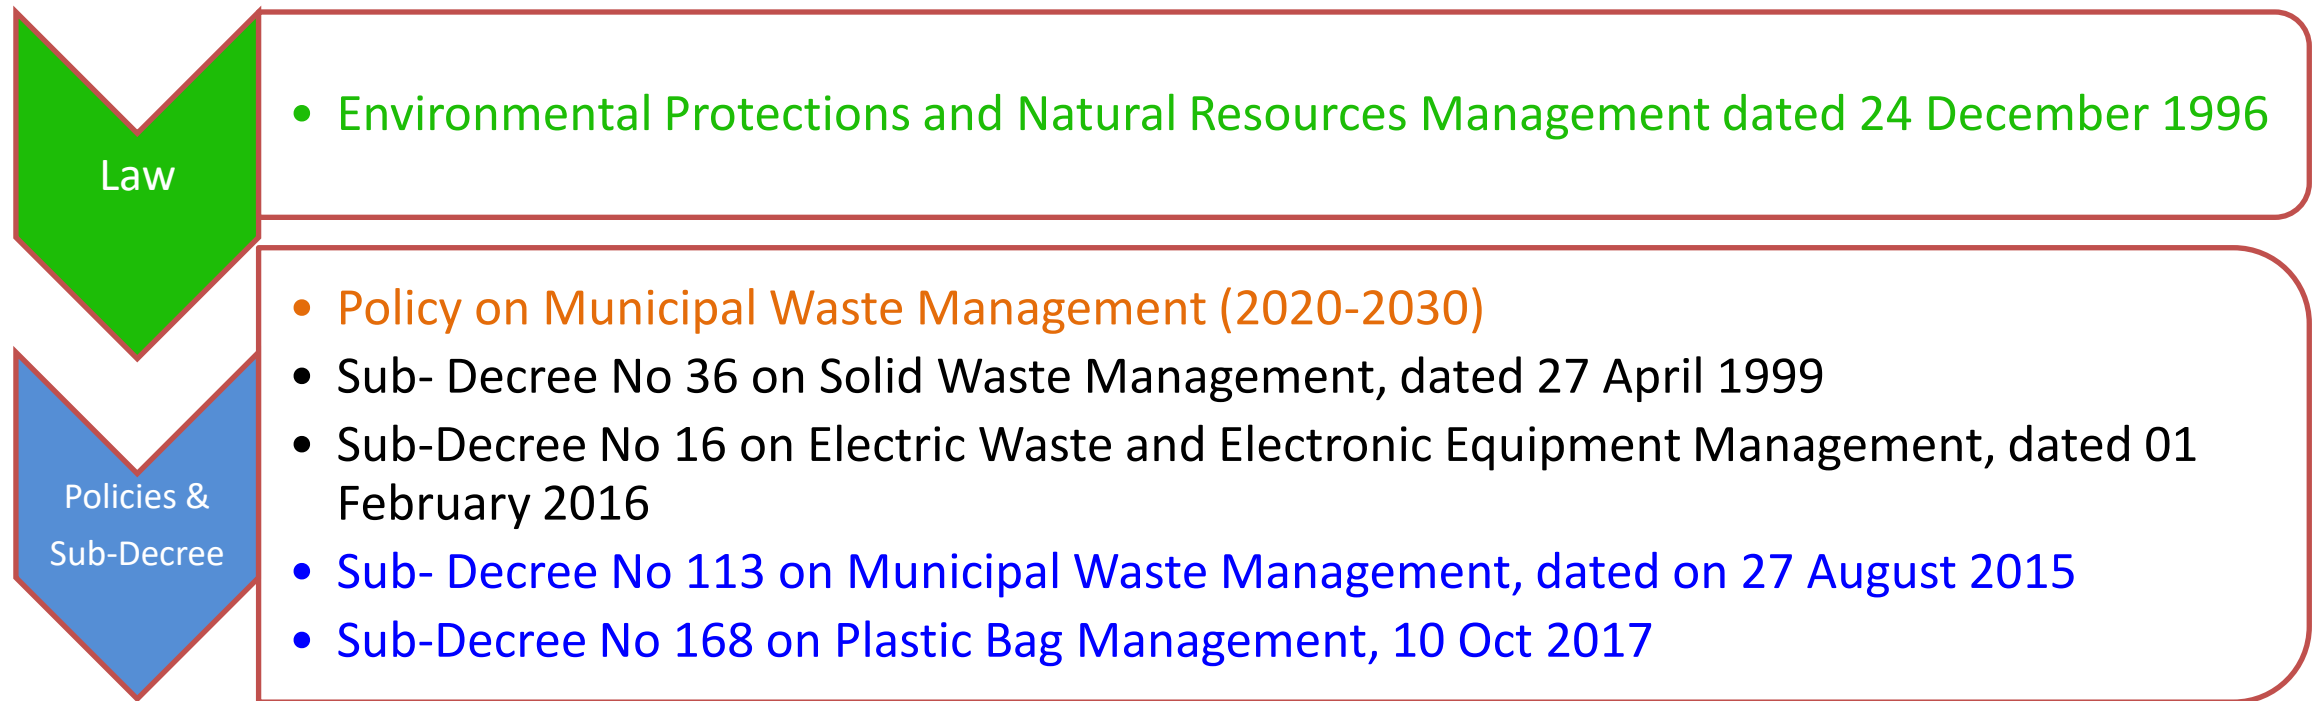 Law
• Environmental Protections and Natural Resources Management dated 24 December 1996
Policies &
Sub-Decree
• Policy on Municipal Waste Management (2020-2030)
• Sub- Decree No 36 on Solid Waste Management, dated 27 April 1999
• Sub-Decree No 16 on Electric Waste and Electronic Equipment Management, dated 01
February 2016
• Sub- Decree No 113 on Municipal Waste Management, dated on 27 August 2015
• Sub-Decree No 168 on Plastic Bag Management, 10 Oct 2017